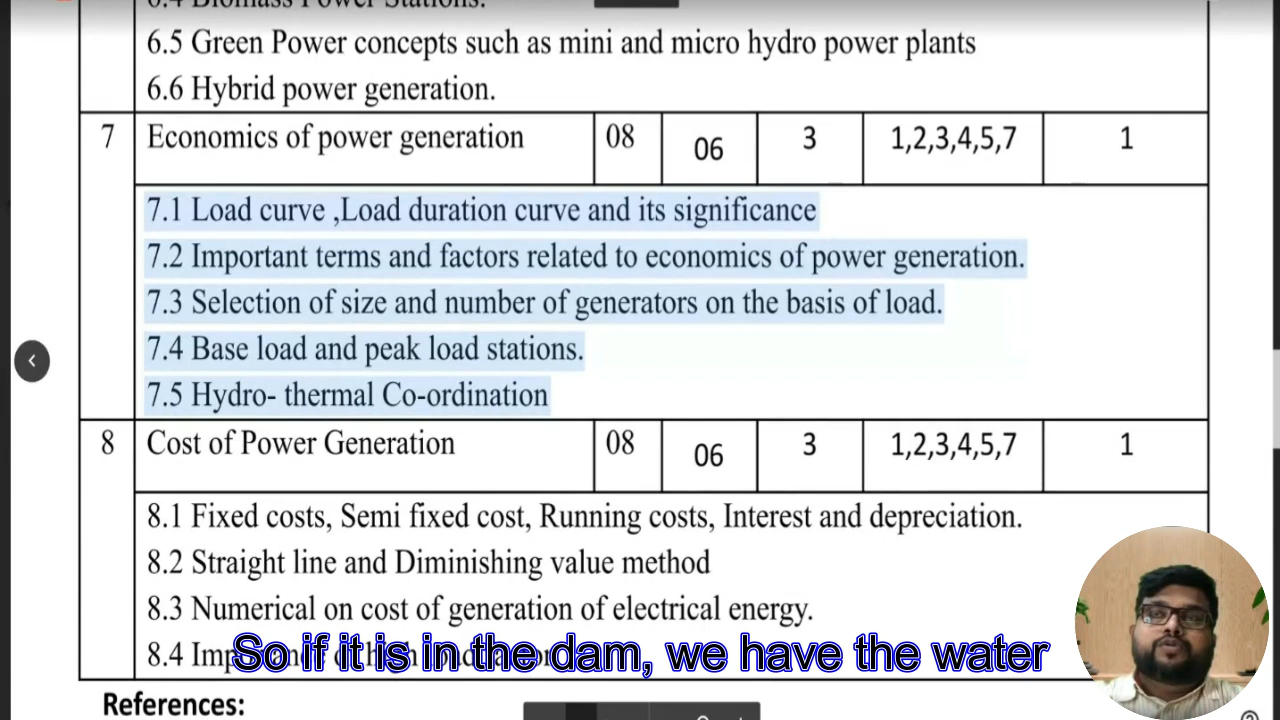 6.4 Biomass Power Stations.
6.5 Green Power concepts such as mini and micro hydro power plants
6.6 Hybrid power generation.
7 Economics of power generation 08 06 3 1,2,3,4,5,7 1
7.1 Load curve ,Load duration curve and its significance
7.2 Important terms and factors related to economics of power generation.
7.3 Selection of size and number of generators on the basis of load.
7.4 Base load and peak load stations.
7.5 Hydro- thermal Co-ordination
8 Cost of Power Generation 08 06 3 1,2,3,4,5,7 1
8.1 Fixed costs, Semi fixed cost, Running costs, Interest and depreciation.
8.2 Straight line and Diminishing value method
8.3 Numerical on cost of generation of electrical energy.
8.4
So if it is in the dam, we have the water
References: